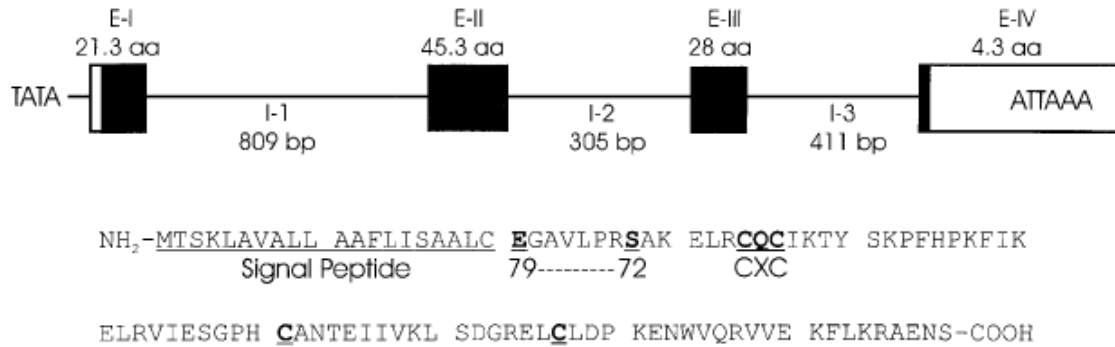 E-I E-II E-III E-IV
21.3 aa 45.3 aa 28 aa 4.3 aa
TATA ATTAAA
I-1 I-2 I-3
809 bp 305 bp 411 bp
NH2-MTSKLAVALL AAFLISAALC EGAVLPRSAK ELRCQCIKTY SKPFHPKFIK
Signal Peptide 79---------72 CXC
ELRVIESGPH CANTEIIVKL SDGRELCLDP KENWVQRVVE KFLKRAENS-COOH